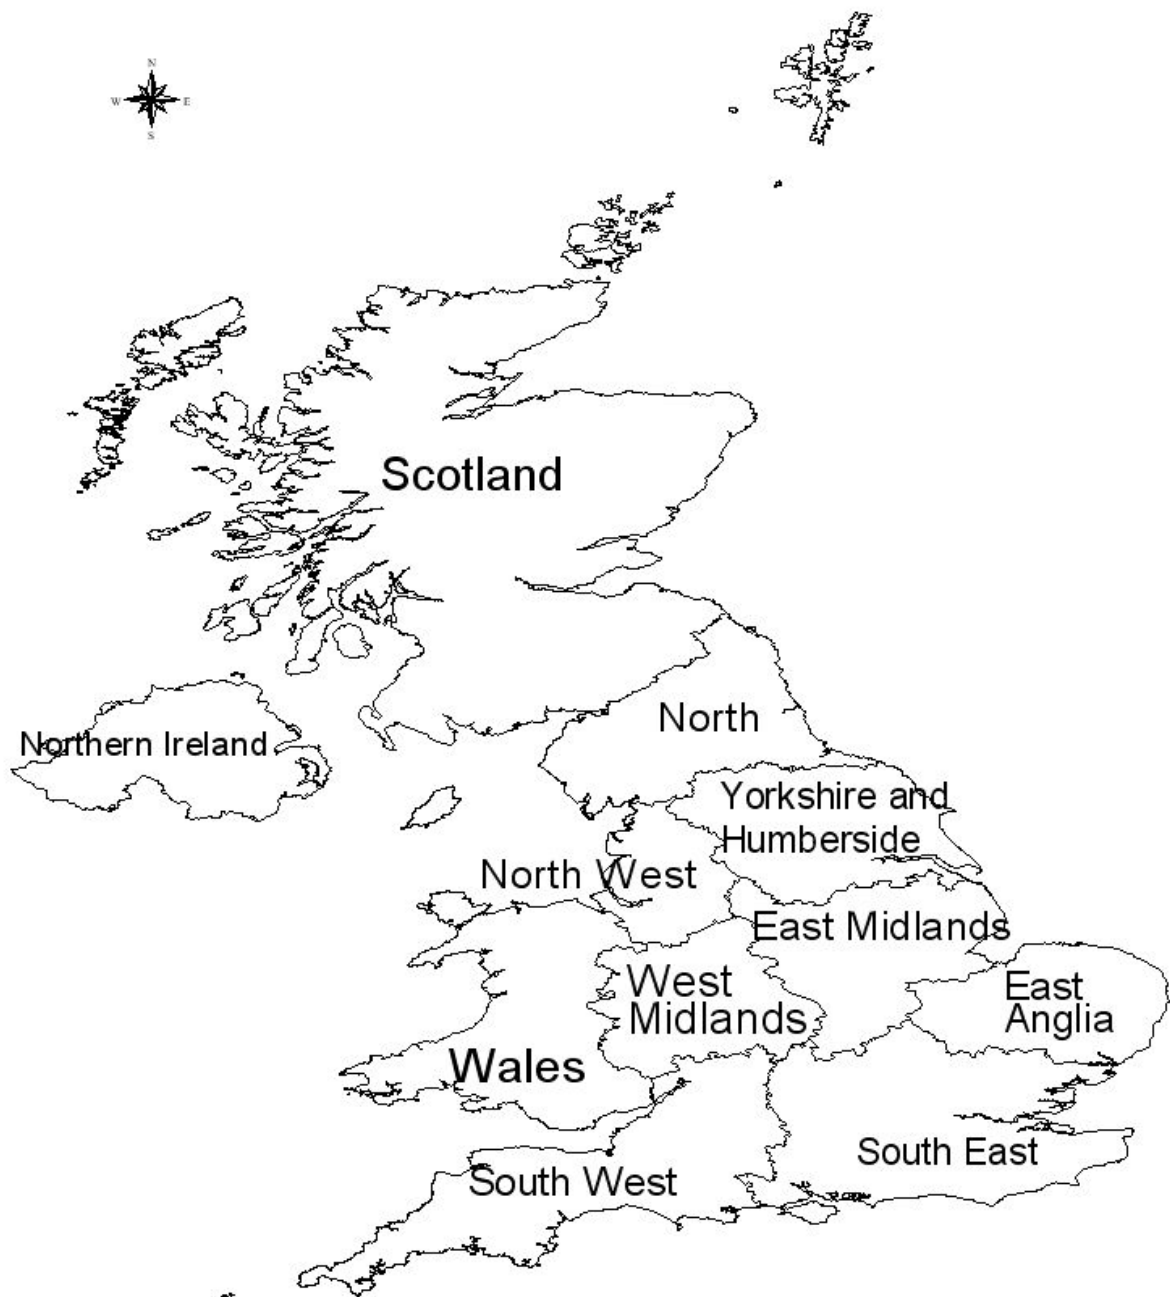 N
W E
S
Scotland
North
Northern Ireland
Yorkshire and
Humberside
North West
East Midlands
West
Midlands
East
Anglia
Wales
South East
South West